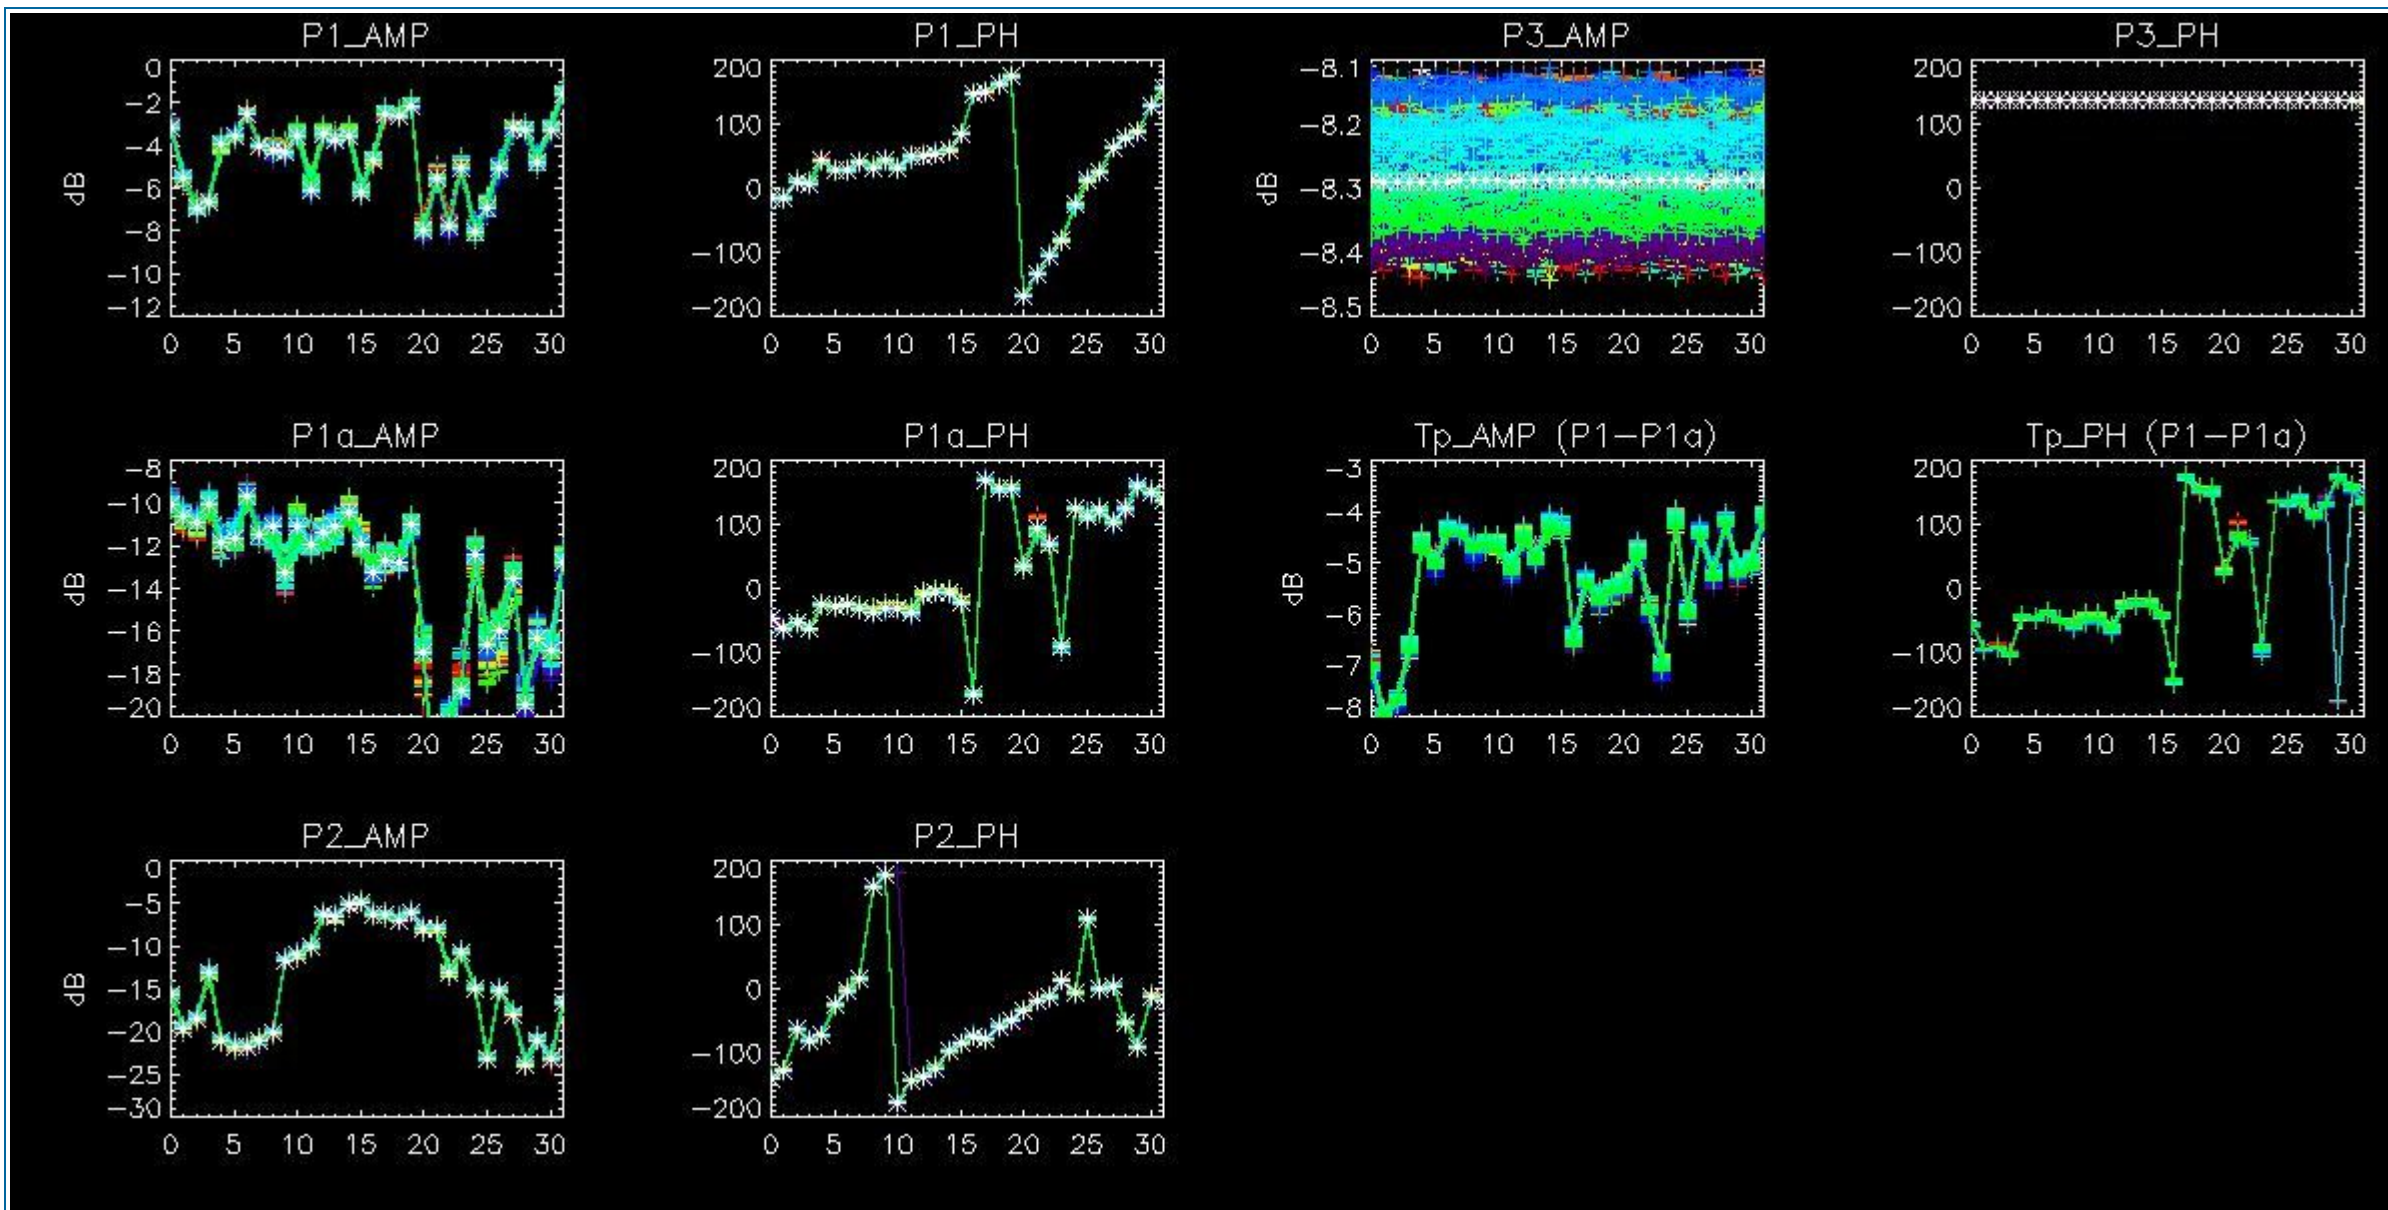 P1_AMP
P1_PH
P3_AMP
P3_PH
0
−2
−4
−6
−8
−10
−12
dB
0 5 10 15 20 25 30
200
100
0
−100
−200
0 5 10 15 20 25 30
−8.1
−8.2
−8.3
−8.4
−8.5
dB
0 5 10 15 20 25 30
200
100
0
−100
−200
0 5 10 15 20 25 30
P1a_AMP
P1a_PH
Tp_AMP (P1−P1a)
Tp_PH (P1−P1a)
−8
−10
−12
−14
−16
−18
−20
dB
0 5 10 15 20 25 30
200
100
0
−100
−200
0 5 10 15 20 25 30
−3
−4
−5
−6
−7
−8
dB
0 5 10 15 20 25 30
200
100
0
−100
−200
0 5 10 15 20 25 30
P2_AMP
P2_PH
0
−5
−10
−15
−20
−25
−30
dB
0 5 10 15 20 25 30
200
100
0
−100
−200
0 5 10 15 20 25 30